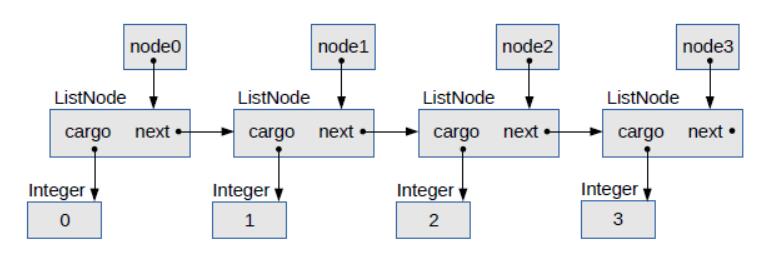 node0 node1 node2 node3
ListNode ListNode ListNode ListNode
cargo next cargo next cargo next cargo next
Integer Integer Integer Integer
0 1 2 3